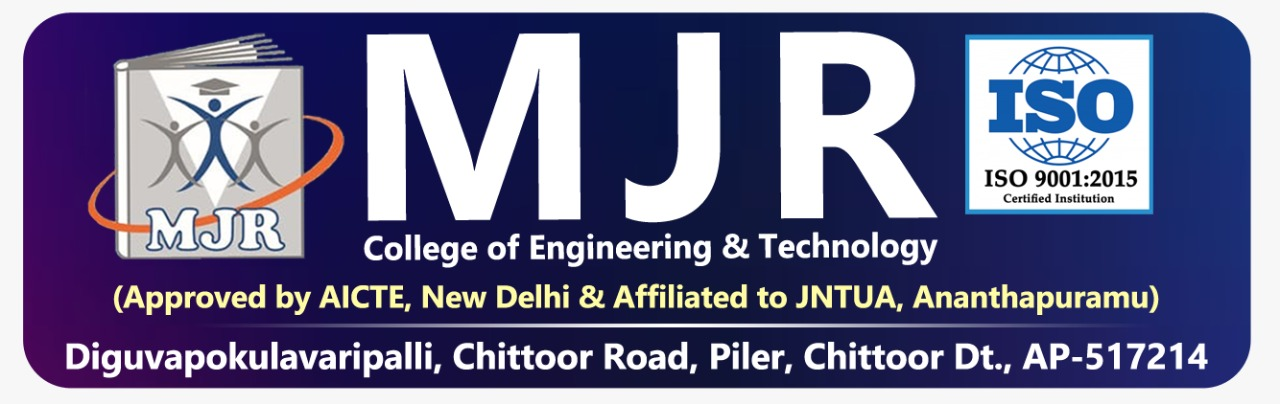 MJR
MJR
ISO
ISO 9001:2015
Certified Institution
College of Engineering & Technology
(Approved by AICTE, New Delhi & Affiliated to JNTUA, Ananthapuramu)
Diguvapokulavaripalli, Chittoor Road, Piler, Chittoor Dt., AP-517214